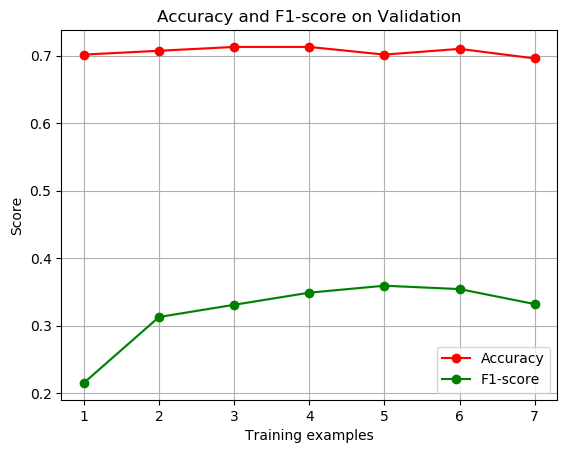 Accuracy and F1-score on Validation
0.7
0.6
0.5
0.4
0.3
0.2
Score
1 2 3 4 5 6 7
Training examples
Accuracy
F1-score